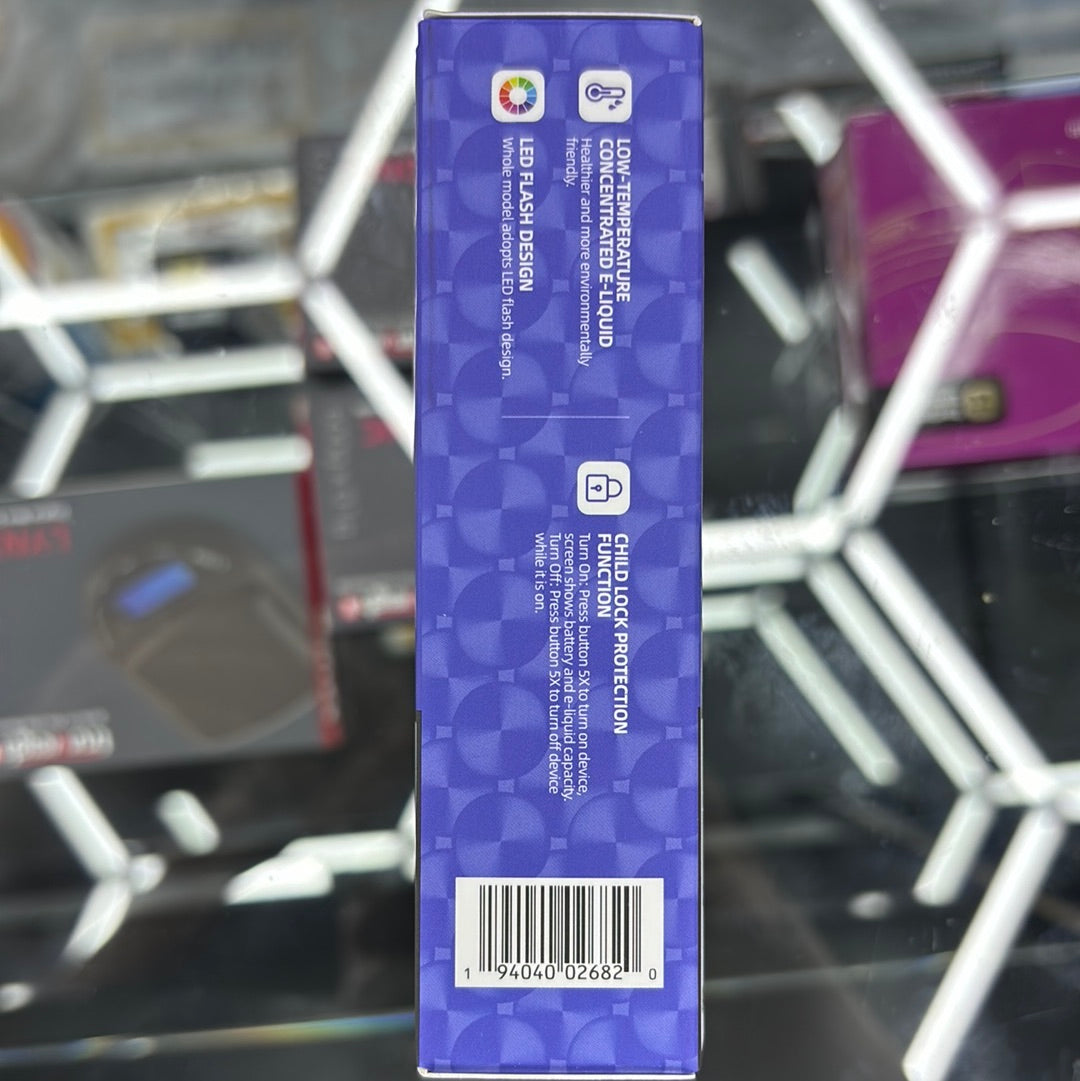 LOW-TEMPERATURE
CONCENTRATED E-LIQUID
Healthier and more environmentally
friendly.
LED FLASH DESIGN
Whole model adopts LED flash design.
CHILD LOCK PROTECTION
FUNCTION
Turn On: Press button 5X to turn on device,
screen shows battery and e-liquid capacity.
Turn Off: Press button 5X to turn off device
while it is on.
1 94040 02682 0